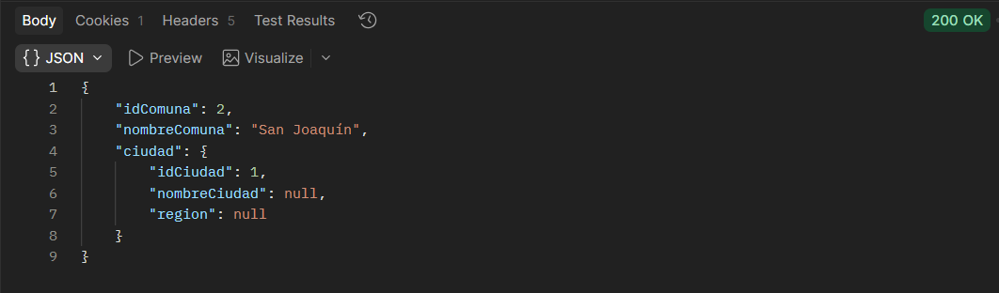 Body Cookies 1 Headers 5 Test Results 200 OK
{} JSON Preview Visualize
1 {
2 "idComuna": 2,
3 "nombreComuna": "San Joaquín",
4 "ciudad": {
5 "idCiudad": 1,
6 "nombreCiudad": null,
7 "region": null
8 }
9 }